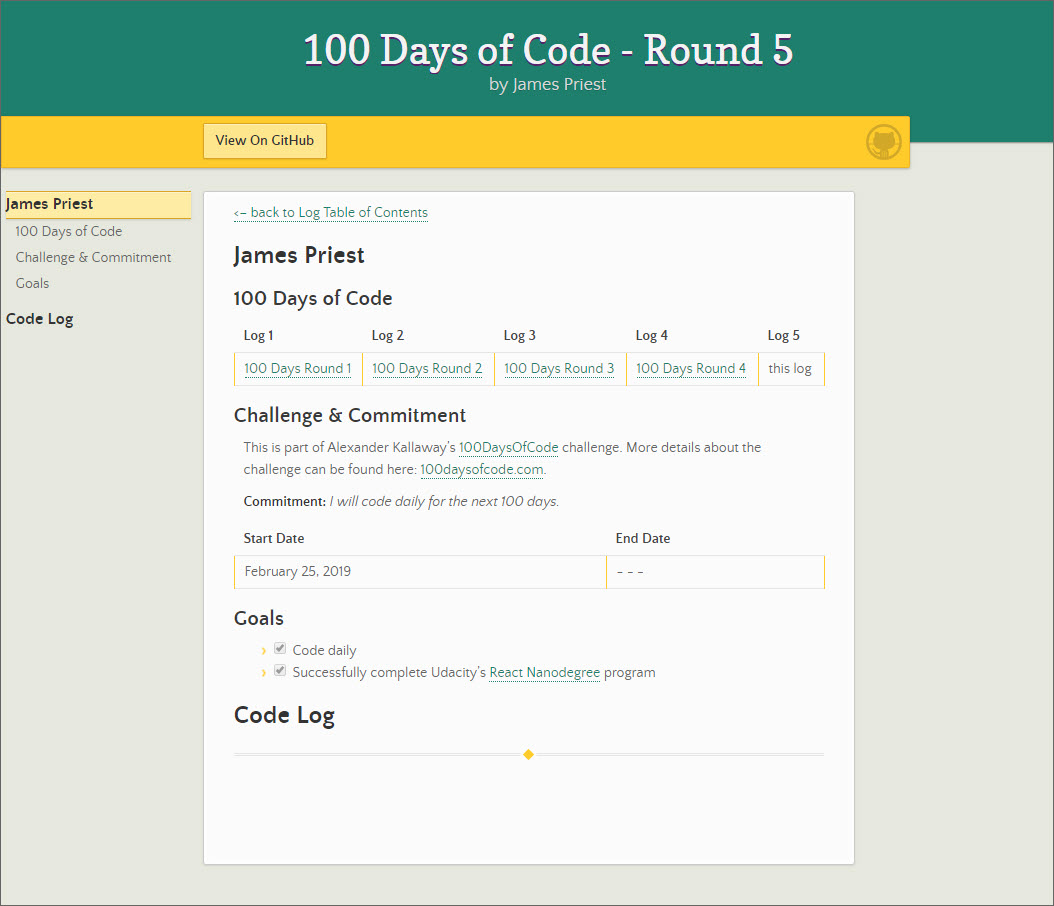 100 Days of Code - Round 5
by James Priest
View On GitHub
James Priest
100 Days of Code
Challenge & Commitment
Goals
Code Log
<– back to Log Table of Contents
James Priest
100 Days of Code
Log 1 Log 2 Log 3 Log 4 Log 5
100 Days Round 1 100 Days Round 2 100 Days Round 3 100 Days Round 4 this log
Challenge & Commitment
This is part of Alexander Kallaway’s 100DaysOfCode challenge. More details about the
challenge can be found here: 100daysofcode.com.
Commitment: I will code daily for the next 100 days.
Start Date End Date
February 25, 2019 - - -
Goals
Code daily
Successfully complete Udacity’s React Nanodegree program
Code Log